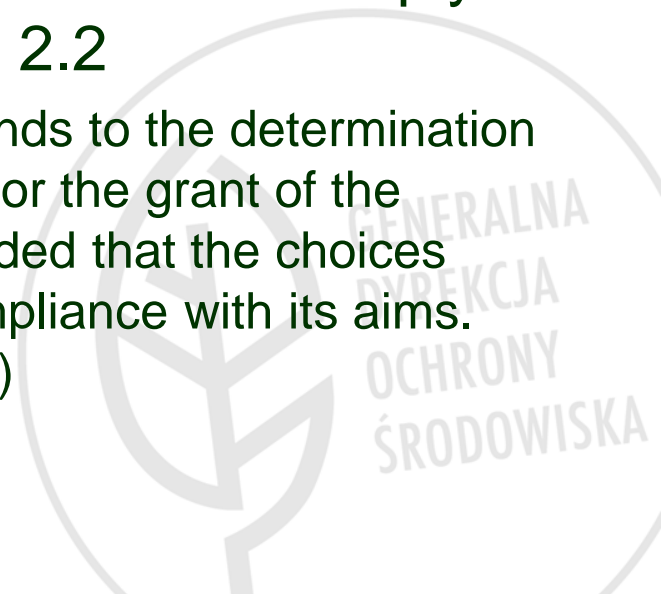 2.2
nds to the determination
or the grant of the
ded that the choices
pliance with its aims.
)
GENERALNA
DYREKCJA
OCHRONY
ŚRODOWISKA